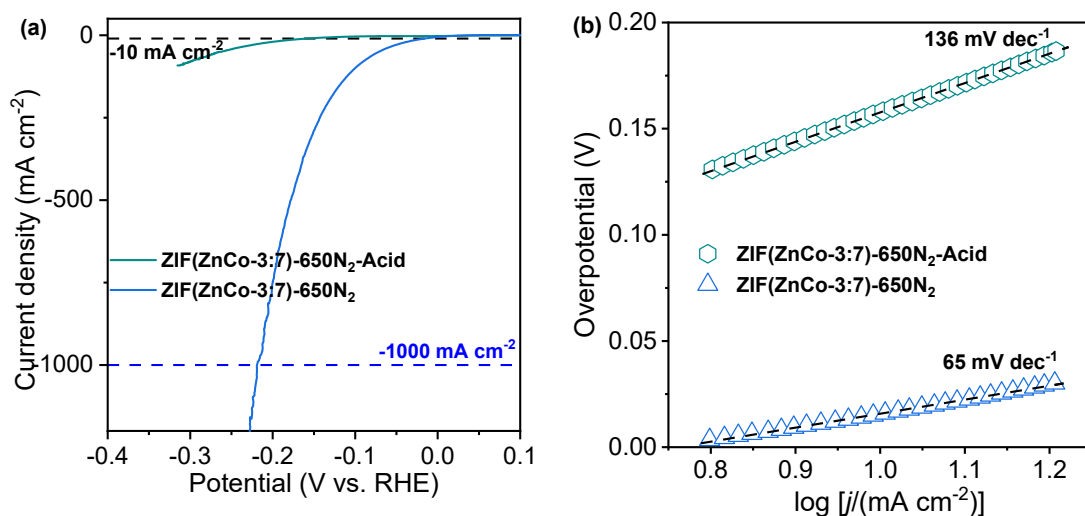 (a)
0
-10 mA cm⁻²
-500
-1000
Current density (mA cm⁻²)
ZIF(ZnCo-3:7)-650N₂-Acid
ZIF(ZnCo-3:7)-650N₂
-1000 mA cm⁻²
-0.4 -0.3 -0.2 -0.1 0.0 0.1
Potential (V vs. RHE)
(b)
0.20
0.15
0.10
0.05
0.00
Overpotential (V)
136 mV dec⁻¹
ZIF(ZnCo-3:7)-650N₂-Acid
ZIF(ZnCo-3:7)-650N₂
65 mV dec⁻¹
0.8 0.9 1.0 1.1 1.2
log [j/(mA cm⁻²)]